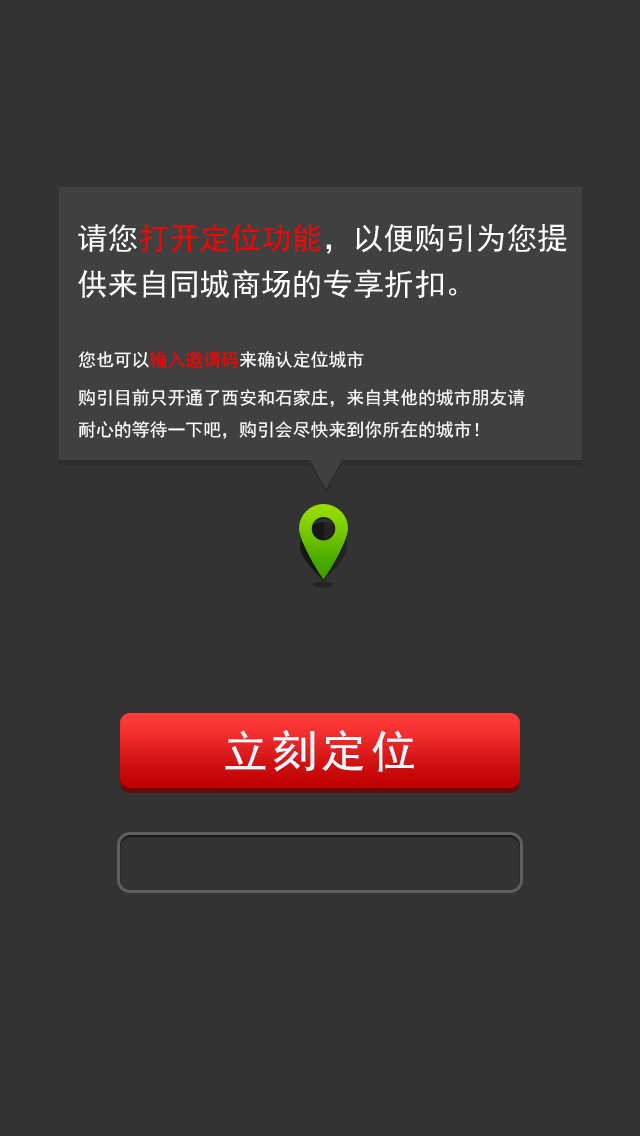 请您打开定位功能，以便购引为您提
供来自同城商场的专享折扣。
您也可以输入邀请码来确认定位城市
购引目前只开通了西安和石家庄，来自其他的城市朋友请
耐心的等待一下吧，购引会尽快来到你所在的城市！
立刻定位